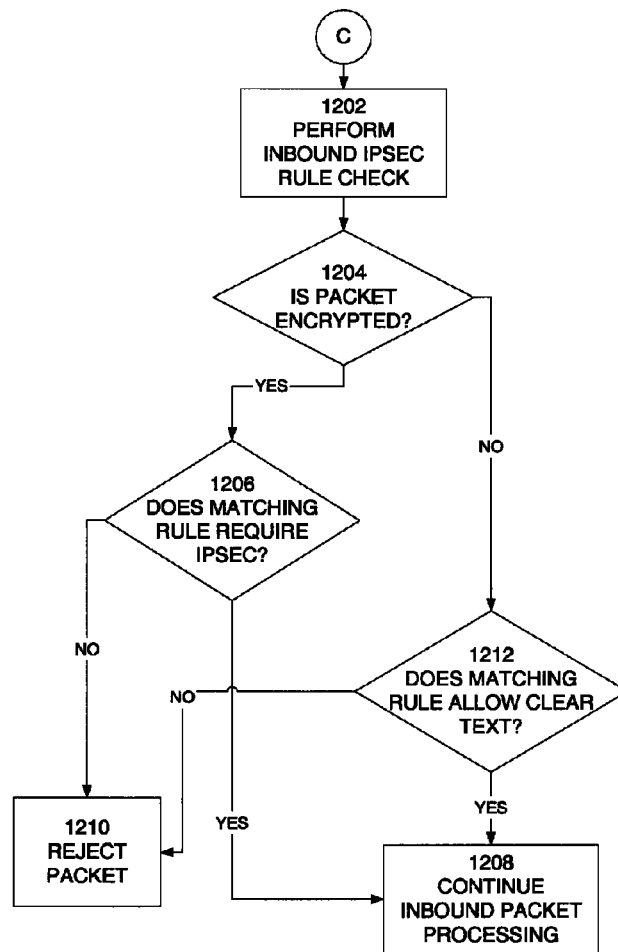 C
1202
PERFORM
INBOUND IPSEC
RULE CHECK
1204
IS PACKET
ENCRYPTED?
YES
NO
1206
DOES MATCHING
RULE REQUIRE
IPSEC?
NO
1212
DOES MATCHING
RULE ALLOW CLEAR
TEXT?
NO
YES
YES
1210
REJECT
PACKET
1208
CONTINUE
INBOUND PACKET
PROCESSING